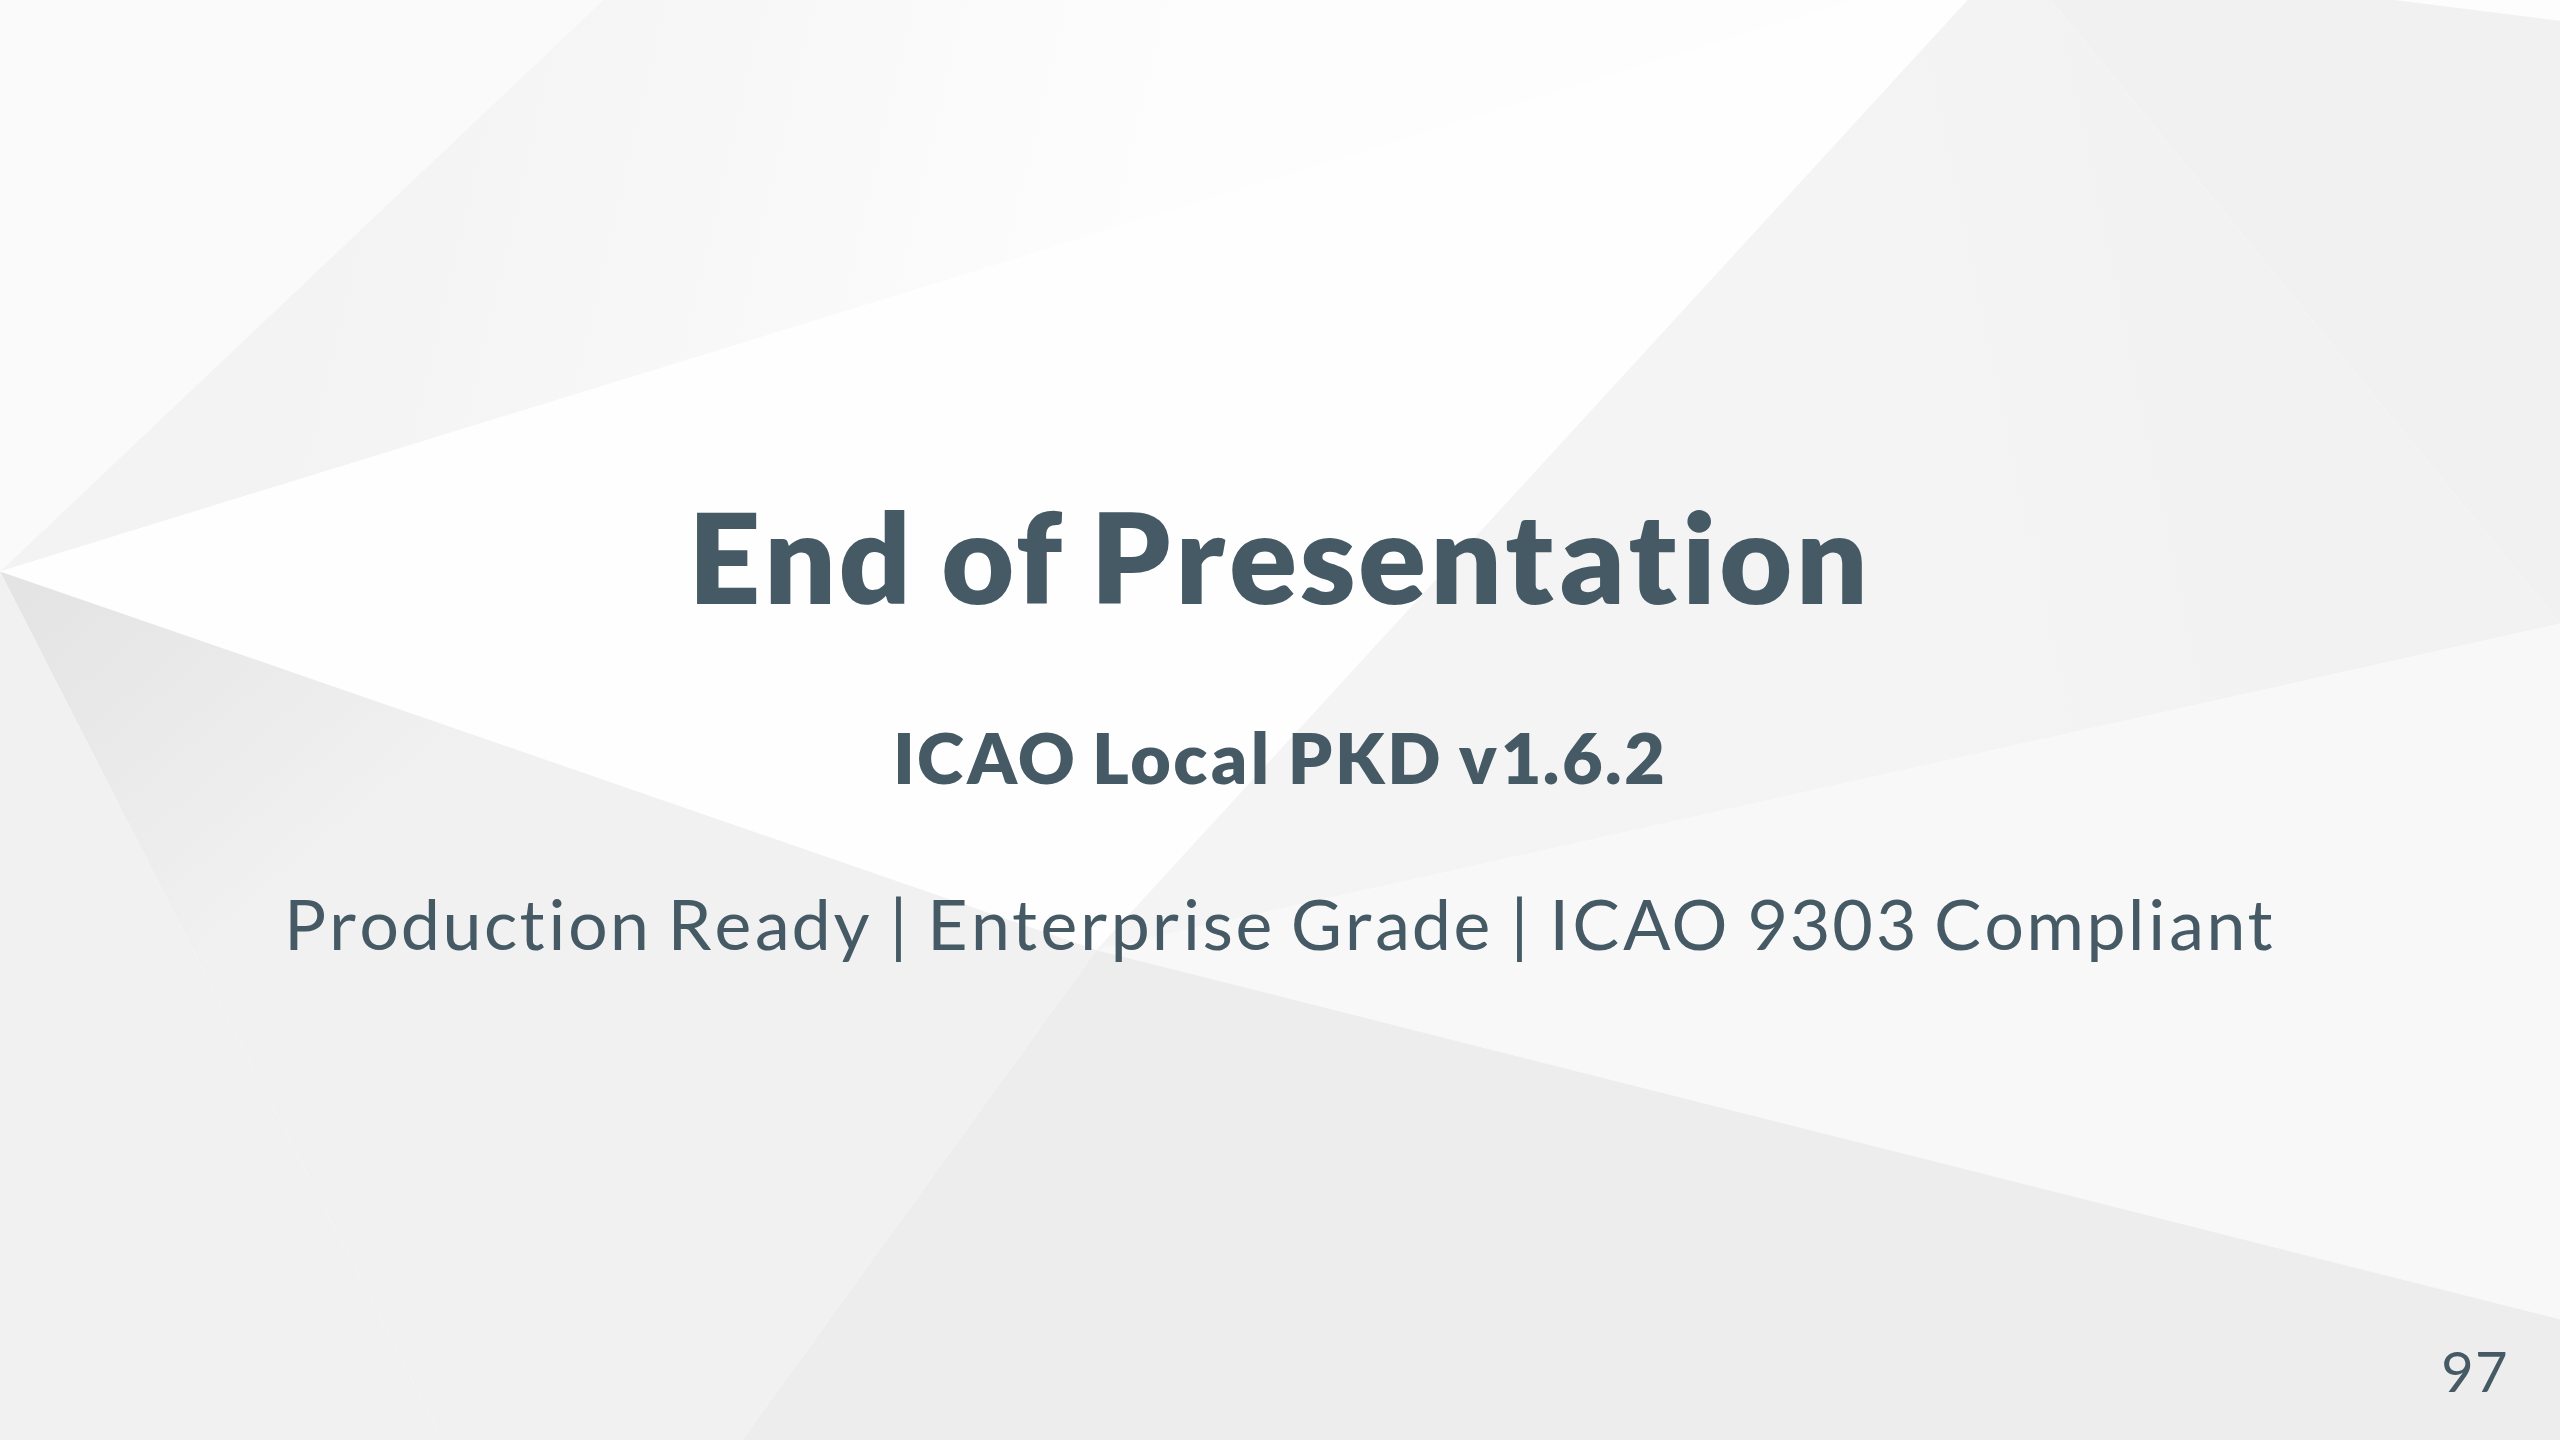 End of Presentation
ICAO Local PKD v1.6.2
Production Ready | Enterprise Grade | ICAO 9303 Compliant
97